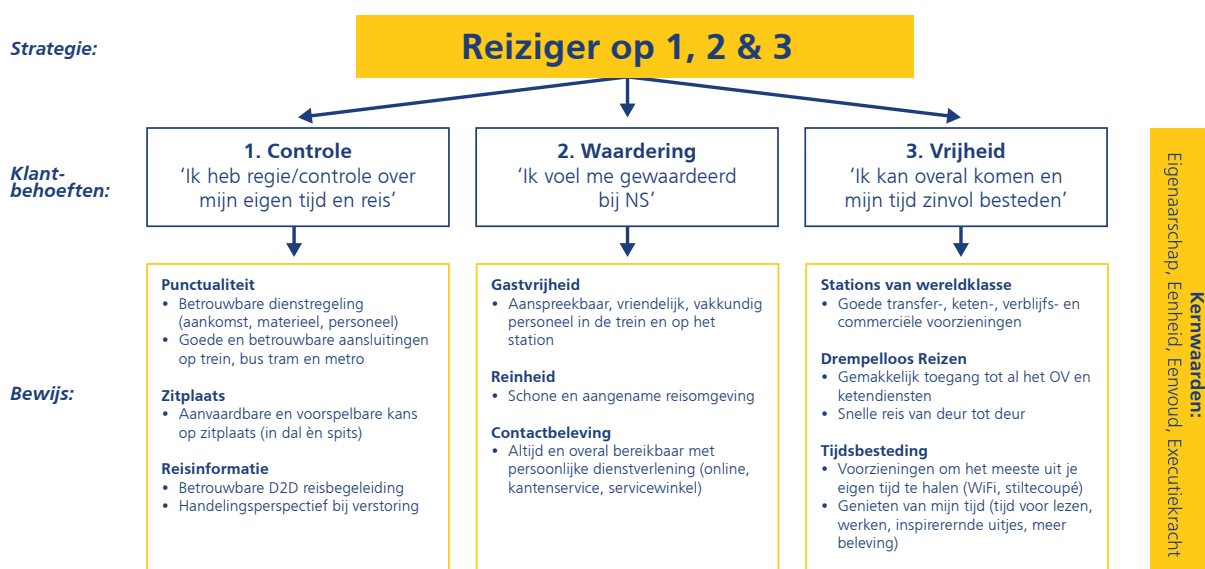 Strategie:
Reiziger op 1, 2 & 3
Klant-
behoeften:
1. Controle
‘Ik heb regie/controle over
mijn eigen tijd en reis’
2. Waardering
‘Ik voel me gewaardeerd
bij NS’
3. Vrijheid
‘Ik kan overal komen en
mijn tijd zinvol besteden’
Bewijs:
Punctualiteit
• Betrouwbare dienstregeling
(aankomst, materieel, personeel)
• Goede en betrouwbare aansluitingen
op trein, bus tram en metro
Zitplaats
• Aanvaardbare en voorspelbare kans
op zitplaats (in dal èn spits)
Reisinformatie
• Betrouwbare D2D reisbegeleiding
• Handelingsperspectief bij verstoring
Gastvrijheid
• Aanspreekbaar, vriendelijk, vakkundig
personeel in de trein en op het
station
Reinheid
• Schone en aangename reisomgeving
Contactbeleving
• Altijd en overal bereikbaar met
persoonlijke dienstverlening (online,
kantenservice, servicewinkel)
Stations van wereldklasse
• Goede transfer-, keten-, verblijfs- en
commerciële voorzieningen
Drempelloos Reizen
• Gemakkelijk toegang tot al het OV en
ketendiensten
• Snelle reis van deur tot deur
Tijdsbesteding
• Voorzieningen om het meeste uit je
eigen tijd te halen (WiFi, stiltecoupé)
• Genieten van mijn tijd (tijd voor lezen,
werken, inspirerernde uitjes, meer
beleving)
Kernwaarden:
Eigenaarschap, Eenheid, Eenvoud, Executiekracht